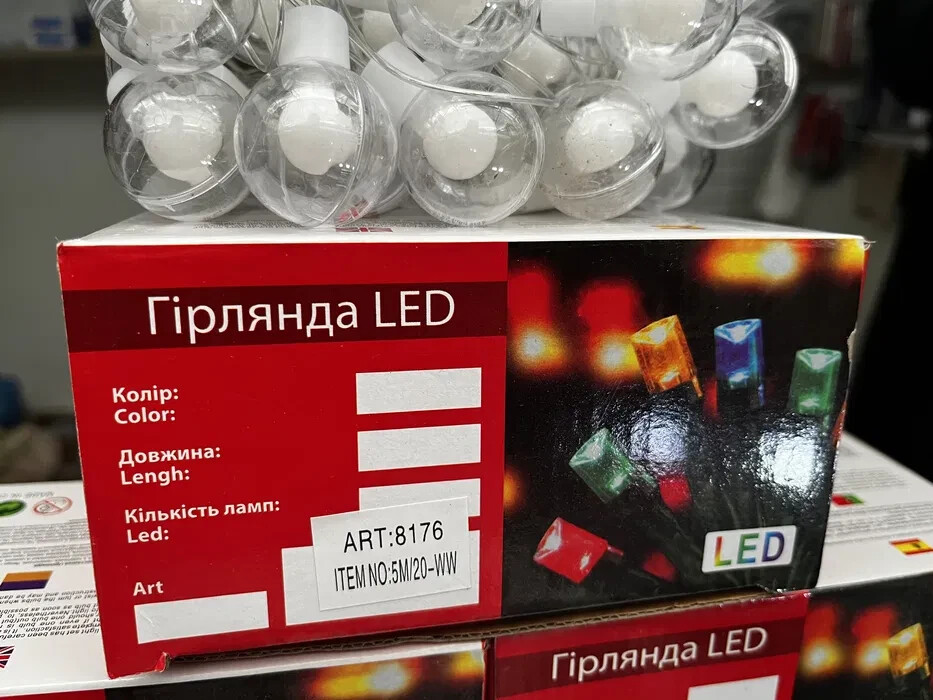 Гірлянда LED
Колір:
Color:
Довжина:
Lengh:
Кількість ламп:
Led:
ART:8176
ITEM NO:5M/20-WW
Art
LED
Гірлянда LED